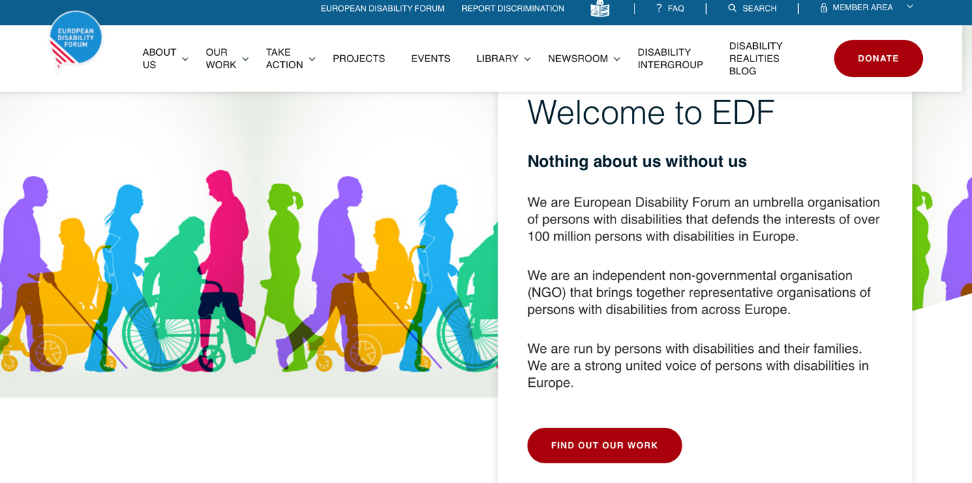 EUROPEAN DISABILITY FORUM
REPORT DISCRIMINATION
? FAQ
SEARCH
MEMBER AREA
EUROPEAN
DISABILITY
FORUM
ABOUT
US
OUR
WORK
TAKE
ACTION
PROJECTS
EVENTS
LIBRARY
NEWSROOM
DISABILITY
INTERGROUP
DISABILITY
REALITIES
BLOG
DONATE
Welcome to EDF
Nothing about us without us
We are European Disability Forum an umbrella organisation
of persons with disabilities that defends the interests of over
100 million persons with disabilities in Europe.
We are an independent non-governmental organisation
(NGO) that brings together representative organisations of
persons with disabilities from across Europe.
We are run by persons with disabilities and their families.
We are a strong united voice of persons with disabilities in
Europe.
FIND OUT OUR WORK